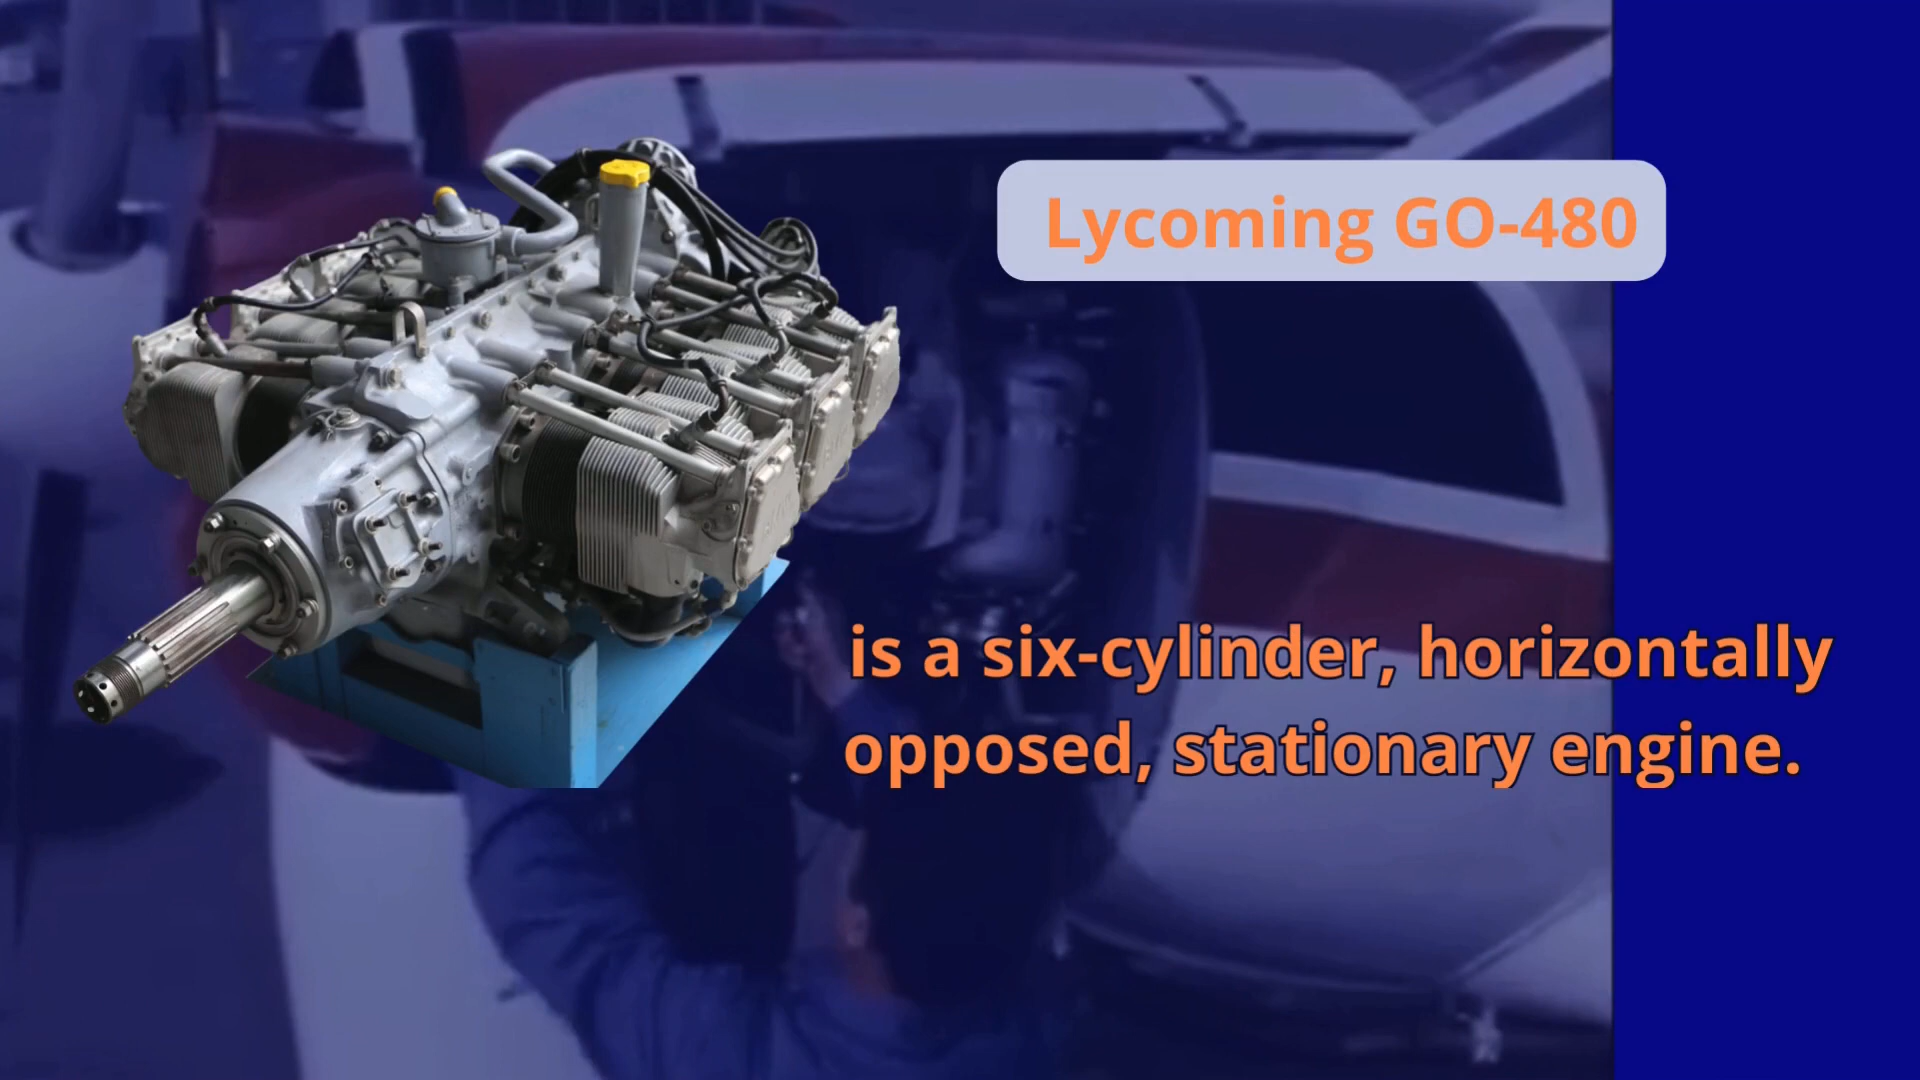 Lycoming GO-480
is a six-cylinder, horizontally
opposed, stationary engine.